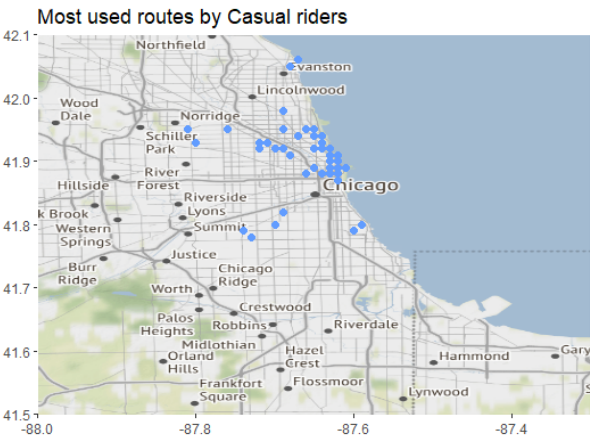 Most used routes by Casual riders
42.1
Northfield
Evanston
Lincolnwood
42.0
Wood
Dale
Norridge
Schiller
Park
41.9
River
Forest
Hillside
Chicago
Riverside
Lyons
k Brook
Western
Springs
Summit
41.8
Justice
Burr
Ridge
Chicago
Ridge
41.7
Worth
Crestwood
Palos
Heights
Robbins
Riverdale
Midlothian
41.6
Orland
Hills
Hazel
Crest
Hammond
Gary
Frankfort
Square
Flossmoor
Lynwood
S
41.5
-88.0
-87.8
-87.6
-87.4